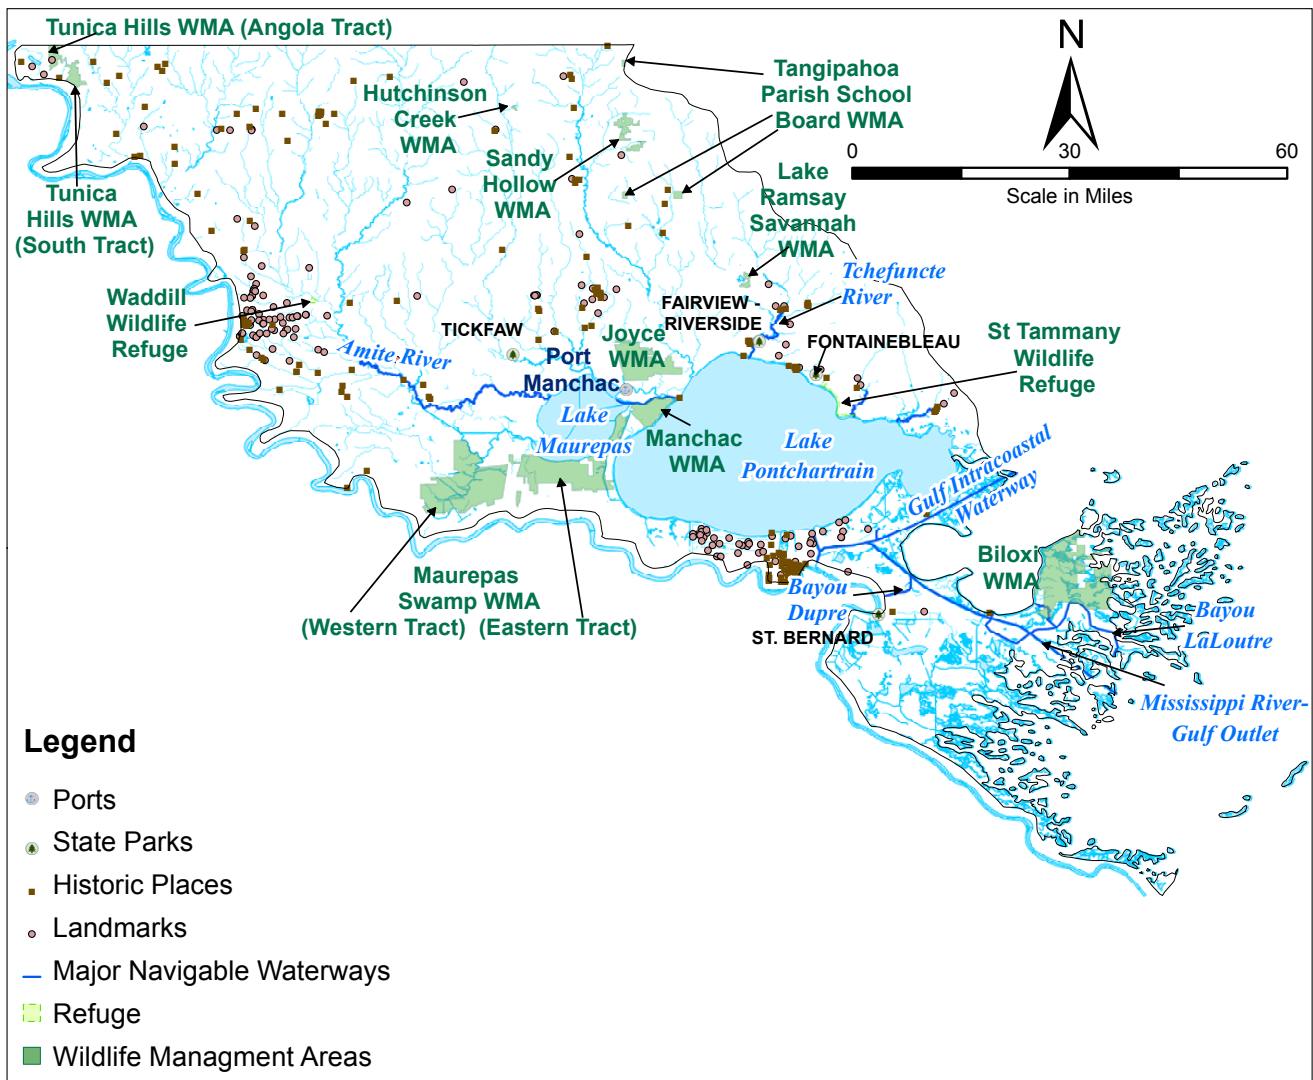 Tunica Hills WMA (Angola Tract)
N
Tangipahoa
Parish School
Board WMA
Hutchinson
Creek
WMA
0
30
60
Scale in Miles
Sandy
Hollow
WMA
Lake
Ramsay
Savannah
WMA
Tunica
Hills WMA
(South Tract)
Tchefuncte
River
Waddill
Wildlife
Refuge
FAIRVIEW -
RIVERSIDE
TICKFAW
Joyce
WMA
FONTAINEBLEAU
St Tammany
Wildlife
Refuge
Amite River
Port
Manchac
Lake
Maurepas
Manchac
WMA
Lake
Pontchartrain
Gulf Intracoastal
Waterway
Biloxi
WMA
Maurepas
Swamp WMA
(Western Tract) (Eastern Tract)
Bayou
Dupre
ST. BERNARD
Bayou
LaLoutre
Mississippi River-
Gulf Outlet
Legend
Ports
State Parks
Historic Places
Landmarks
Major Navigable Waterways
Refuge
Wildlife Managment Areas